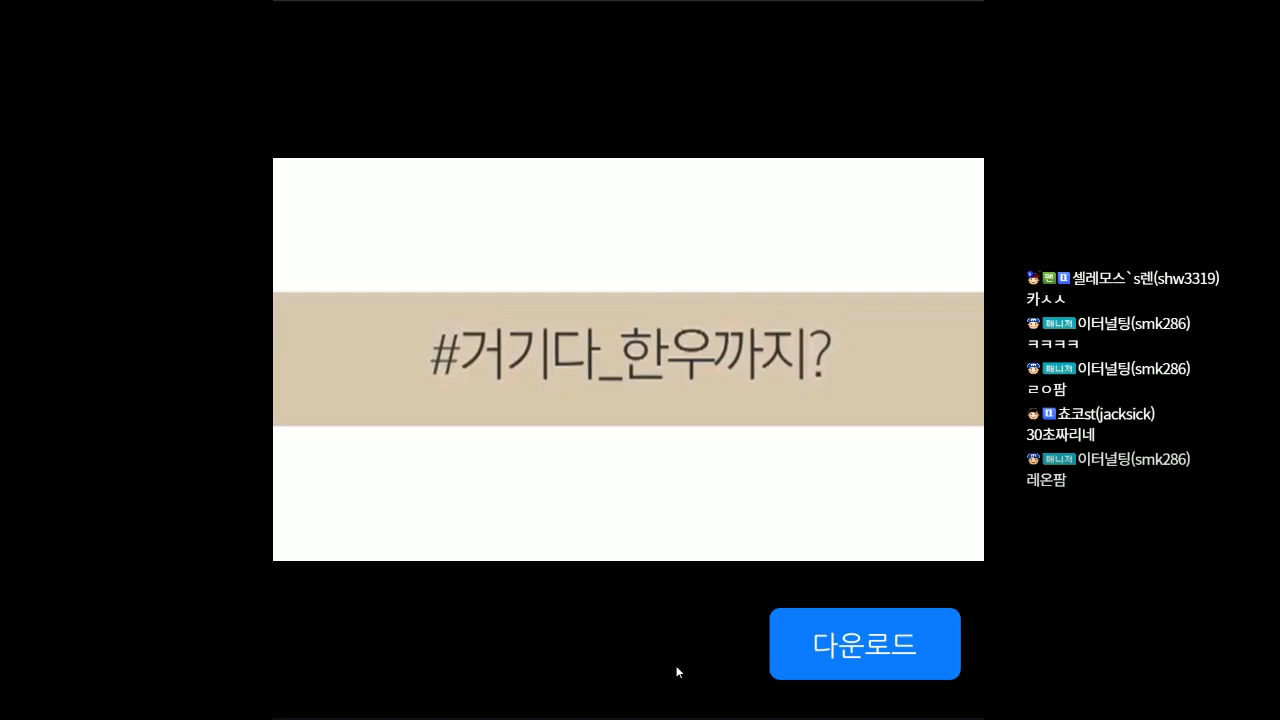 #거기다_한우까지?
다운로드
팬 셀레모스`s렌(shw3319)
카ㅅㅅ
매니저 이터널팅(smk286)
ㅋㅋㅋㅋ
매니저 이터널팅(smk286)
ㄹㅇ팜
쵸코st(jacksick)
30초짜리네
매니저 이터널팅(smk286)
레온팜